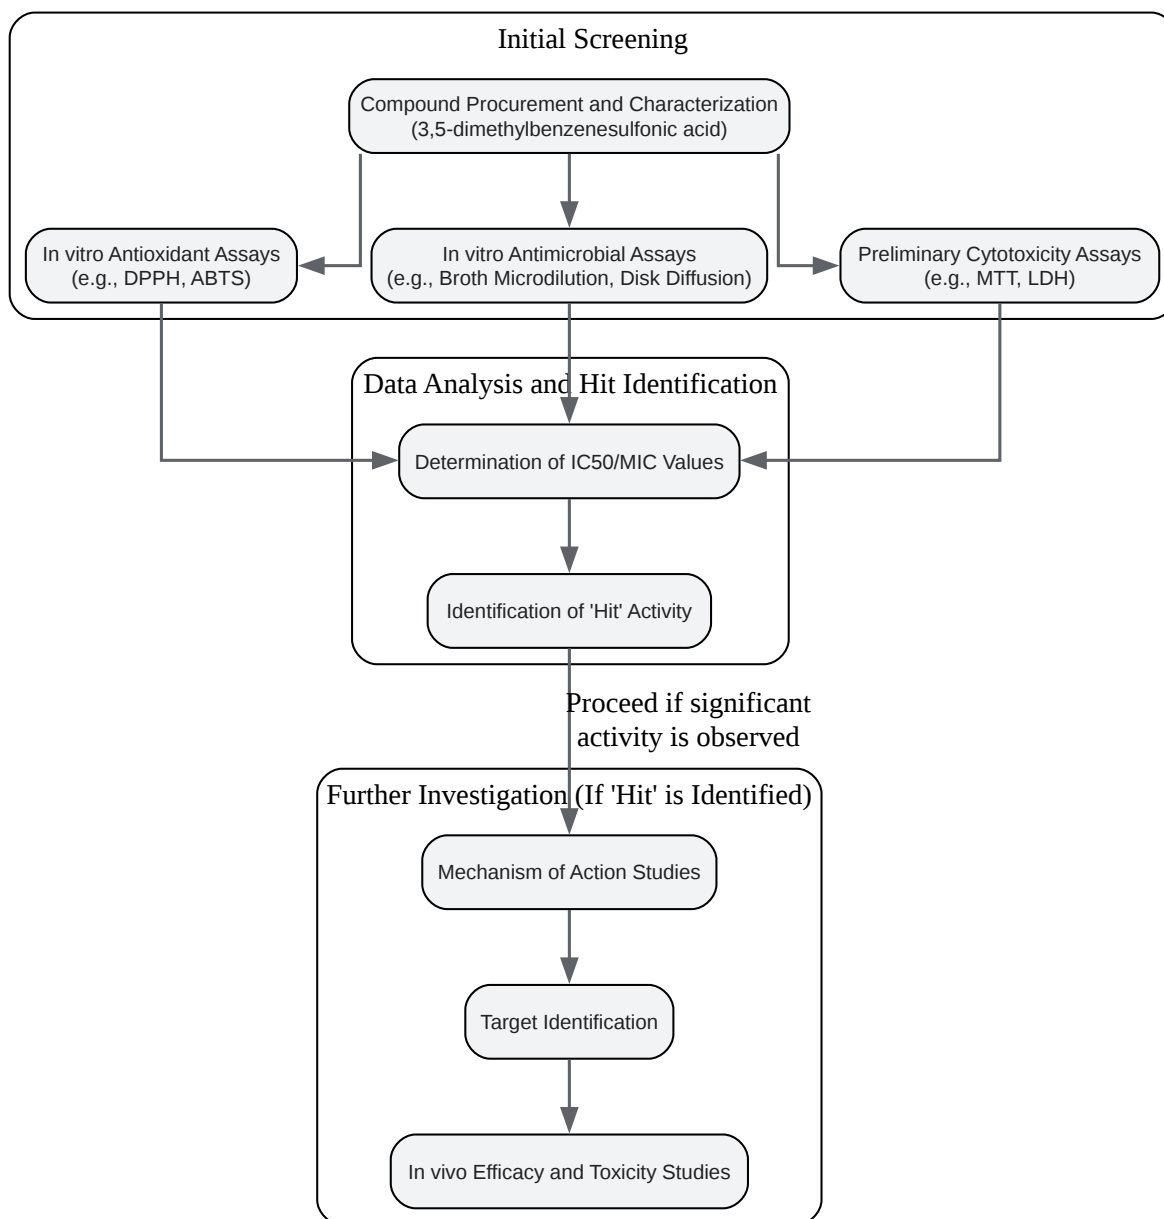 Initial Screening
Compound Procurement and Characterization
(3,5-dimethylbenzenesulfonic acid)
In vitro Antioxidant Assays
(e.g., DPPH, ABTS)
In vitro Antimicrobial Assays
(e.g., Broth Microdilution, Disk Diffusion)
Preliminary Cytotoxicity Assays
(e.g., MTT, LDH)
Data Analysis and Hit Identification
Determination of IC50/MIC Values
Identification of 'Hit' Activity
Proceed if significant
activity is observed
Further Investigation (If 'Hit' is Identified)
Mechanism of Action Studies
Target Identification
In vivo Efficacy and Toxicity Studies